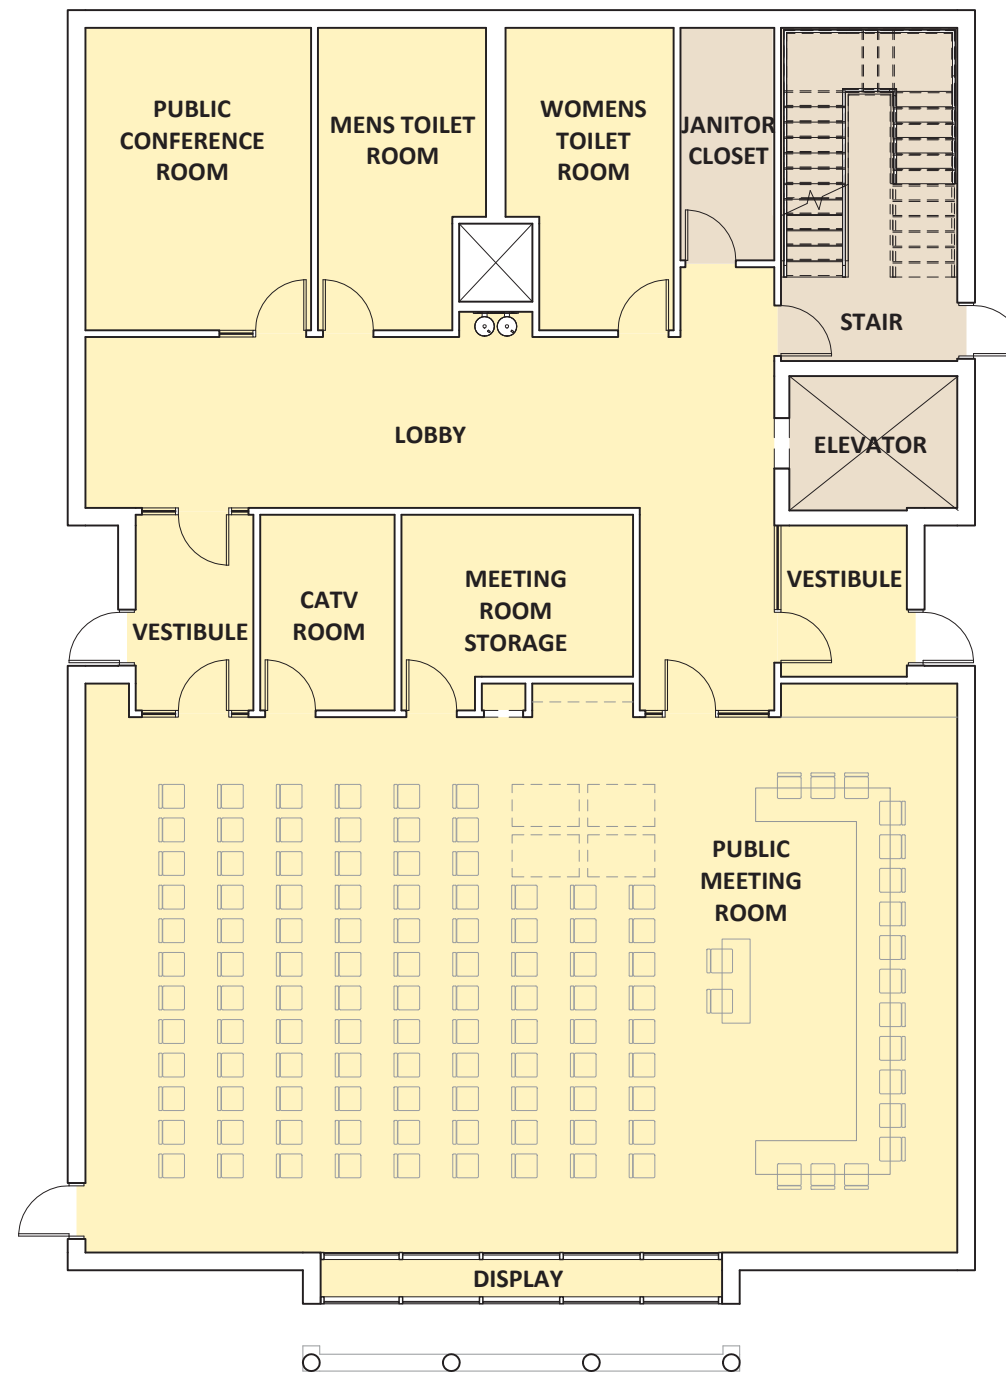 PUBLIC
CONFERENCE
ROOM
MENS TOILET
ROOM
WOMENS
TOILET
ROOM
JANITOR
CLOSET
STAIR
LOBBY
ELEVATOR
VESTIBULE
CATV
ROOM
MEETING
ROOM
STORAGE
VESTIBULE
PUBLIC
MEETING
ROOM
DISPLAY